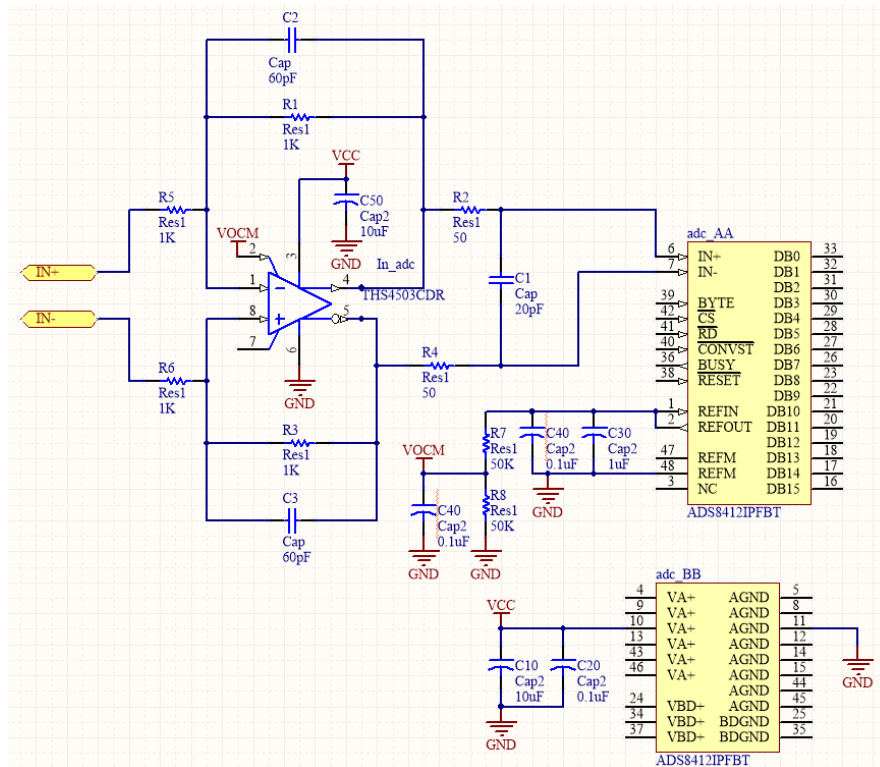 C2
Cap
60pF
R1
Res1
1K
VCC
C50
Cap2
10uF
GND
R5
Res1
1K
R2
Res1
50
VOCM
2
3
In_adc
IN+
1
4
THS4503CDR
8
5
IN-
7
6
GND
C1
Cap
20pF
R4
Res1
50
R6
Res1
1K
R3
Res1
1K
C3
Cap
60pF
adc_AA
6 IN+ DB0 33
7 IN- DB1 32
DB2 31
39 BYTE DB3 30
42 CS DB4 29
41 RD DB5 28
40 CONVST DB6 27
36 BUSY DB7 26
38 RESET DB8 23
DB9 22
1 REFIN DB10 21
2 REFOUT DB11 20
DB12 19
47 REFM DB13 18
48 REFM DB14 17
3 NC DB15 16
ADS8412IPFBT
R7
Res1
50K
C40
Cap2
0.1uF
C30
Cap2
1uF
GND
VOCM
C40
Cap2
0.1uF
GND
R8
Res1
50K
GND
adc_BB
4 VA+ AGND 5
9 VA+ AGND 8
10 VA+ AGND 11
13 VA+ AGND 12
43 VA+ AGND 14
46 VA+ AGND 15
AGND 44
24 VBD+ AGND 45
34 VBD+ BDGND 25
37 VBD+ BDGND 35
ADS8412IPFBT
VCC
C10
Cap2
10uF
C20
Cap2
0.1uF
GND
GND